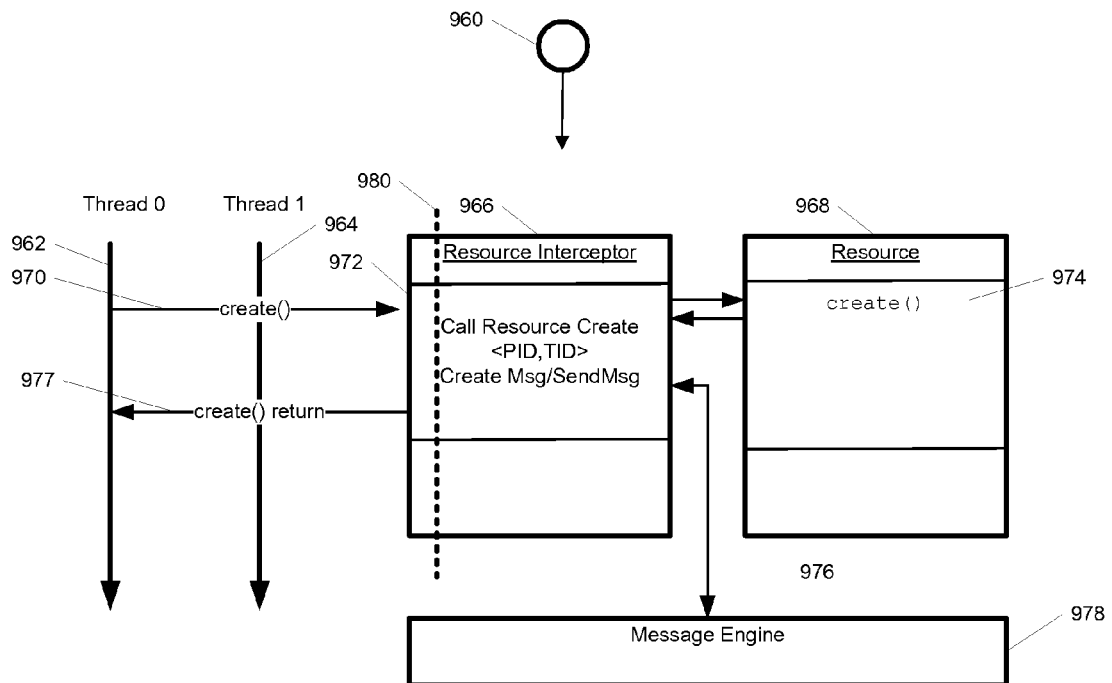 960
980
Thread 0
Thread 1
966
968
964
962
Resource Interceptor
Resource
972
970
974
create()
create()
Call Resource Create
<PID,TID>
Create Msg/SendMsg
977
create() return
976
978
Message Engine